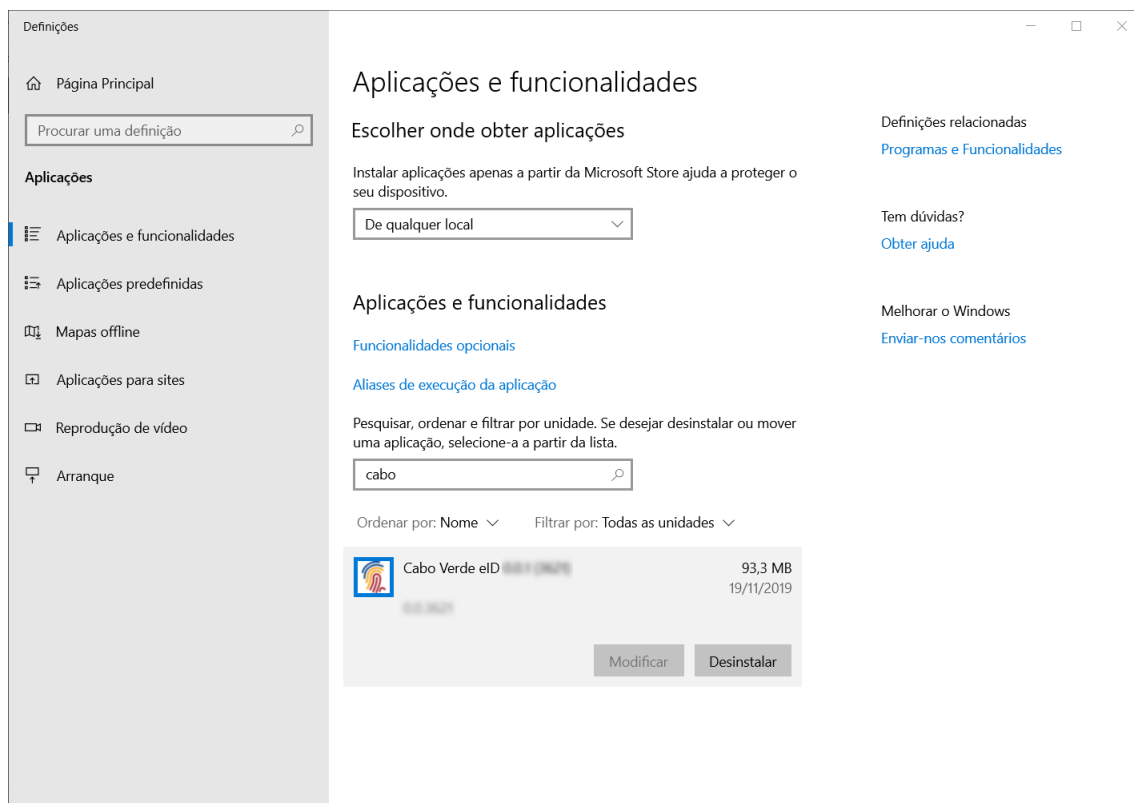 Definições
Página Principal
Procurar uma definição
Aplicações
Aplicações e funcionalidades
Aplicações predefinidas
Mapas offline
Aplicações para sites
Reprodução de vídeo
Arranque
Aplicações e funcionalidades
Escolher onde obter aplicações
Instalar aplicações apenas a partir da Microsoft Store ajuda a proteger o
seu dispositivo.
De qualquer local
Aplicações e funcionalidades
Funcionalidades opcionais
Aliases de execução da aplicação
Pesquisar, ordenar e filtrar por unidade. Se desejar desinstalar ou mover
uma aplicação, selecione-a a partir da lista.
cabo
Ordenar por: Nome Filtrar por: Todas as unidades
Cabo Verde eID 93,3 MB
19/11/2019
Modificar Desinstalar
Definições relacionadas
Programas e Funcionalidades
Tem dúvidas?
Obter ajuda
Melhorar o Windows
Enviar-nos comentários